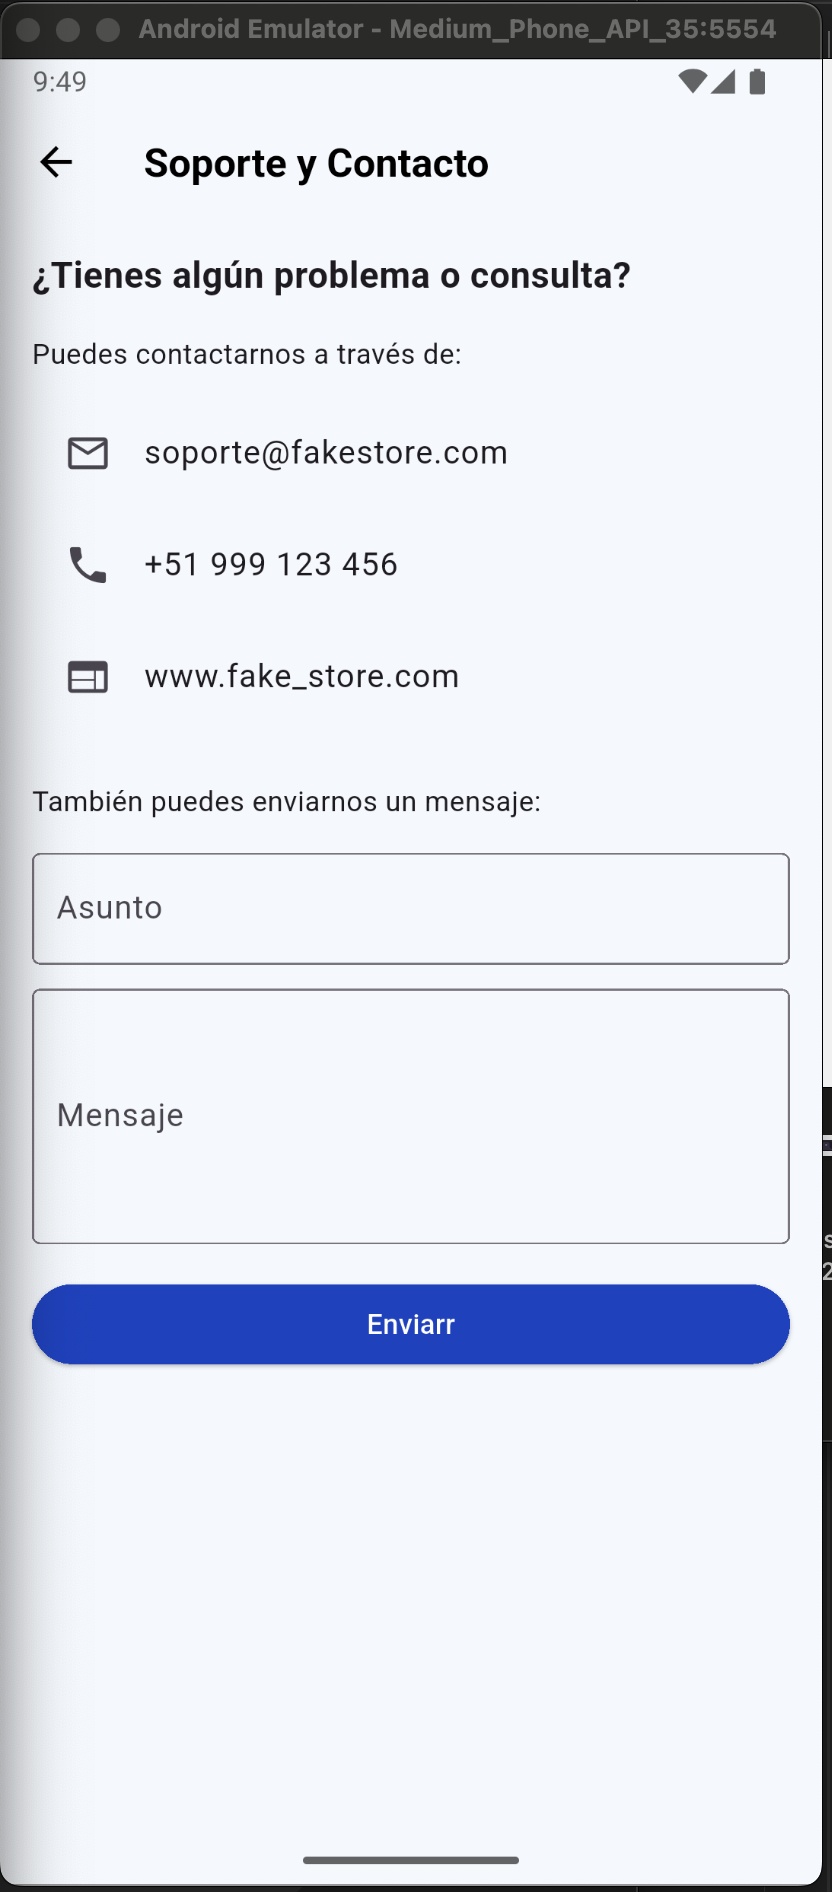 Android Emulator - Medium_Phone_API_35:5554
9:49
Soporte y Contacto
¿Tienes algún problema o consulta?
Puedes contactarnos a través de:
soporte@fakestore.com
+51 999 123 456
www.fake_store.com
También puedes enviarnos un mensaje:
Asunto
Mensaje
s
2
Enviarr